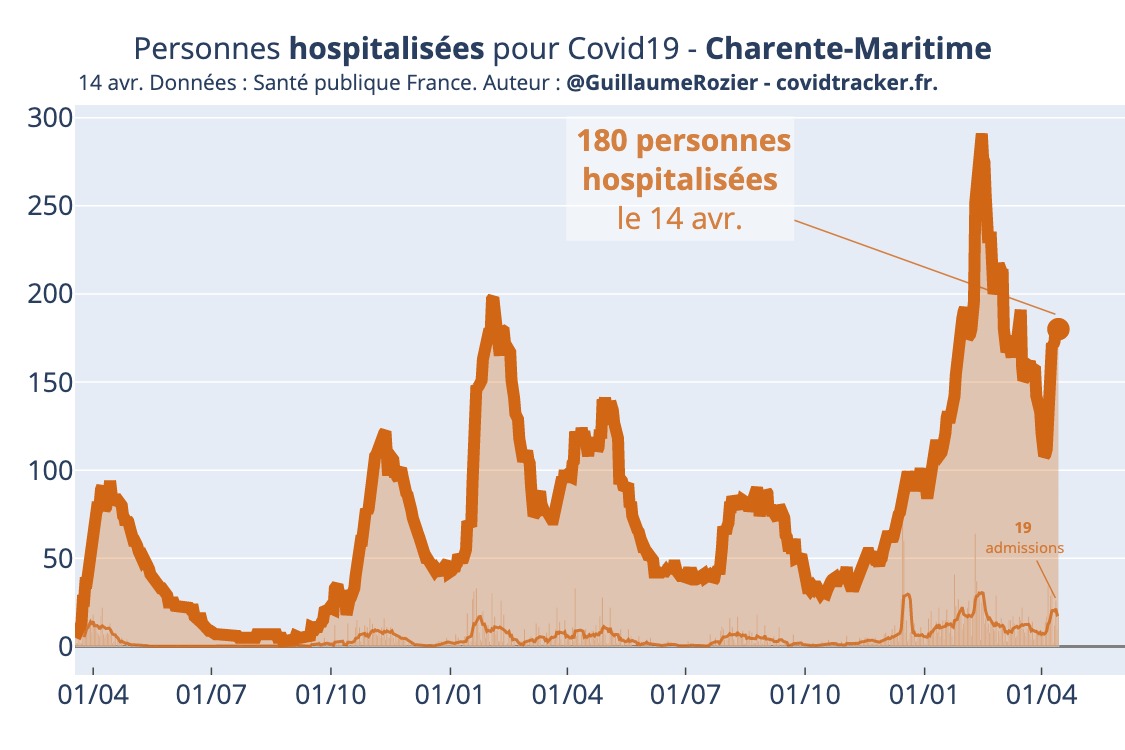 Personnes hospitalisées pour Covid19 - Charente-Maritime
14 avr. Données : Santé publique France. Auteur : @GuillaumeRozier - covidtracker.fr.
300
180 personnes
hospitalisées
le 14 avr.
250
200
150
100
19
admissions
50
0
01/04 01/07 01/10 01/01 01/04 01/07 01/10 01/01 01/04